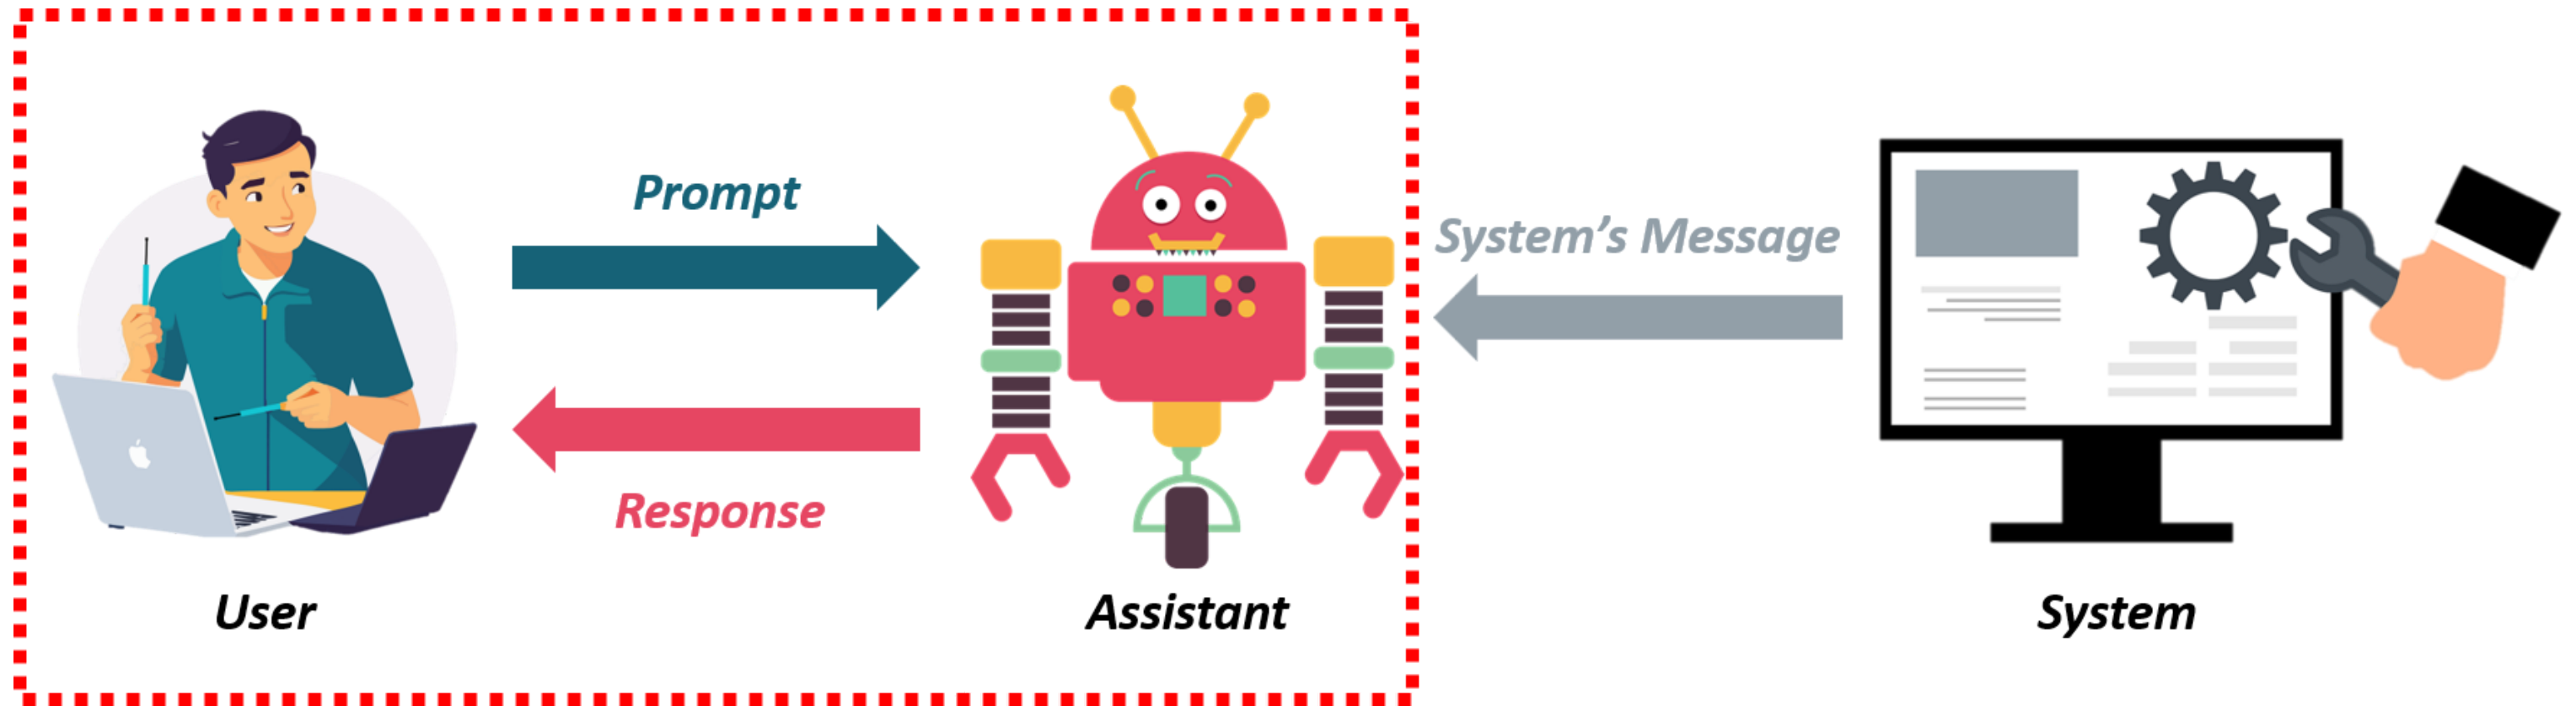 Prompt
System's Message
Response
User
Assistant
System